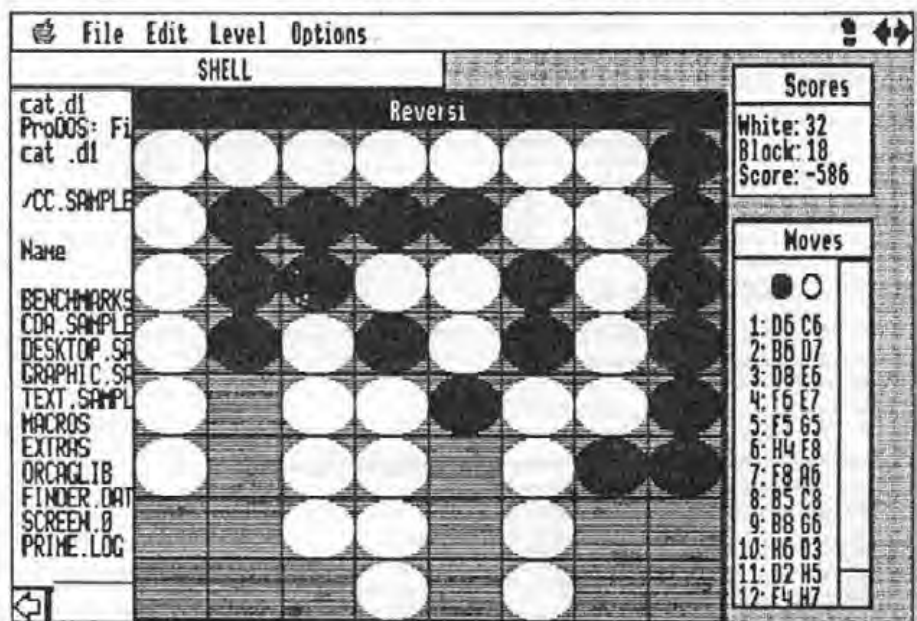 File Edit Level Options
SHELL
cat.d1
ProDOS: Fi
cat .d1
/CC.SAMPLE
Name
BENCHMARKS
CDA.SAMPLE
DESKTOP.SA
GRAPHIC.SA
TEXT.SAMPL
MACROS
EXTRAS
ORCAGLIB
FINDER.DAT
SCREEN.0
PRIME.LOG
Reversi
Scores
White: 32
Block: 18
Score: -586
Moves
1: D6 C6
2: B6 D7
3: D8 E6
4: F6 E7
5: F5 G5
6: H4 E8
7: F8 A6
8: B5 C8
9: B8 G6
10: H6 D3
11: D2 H5
12: F4 H7